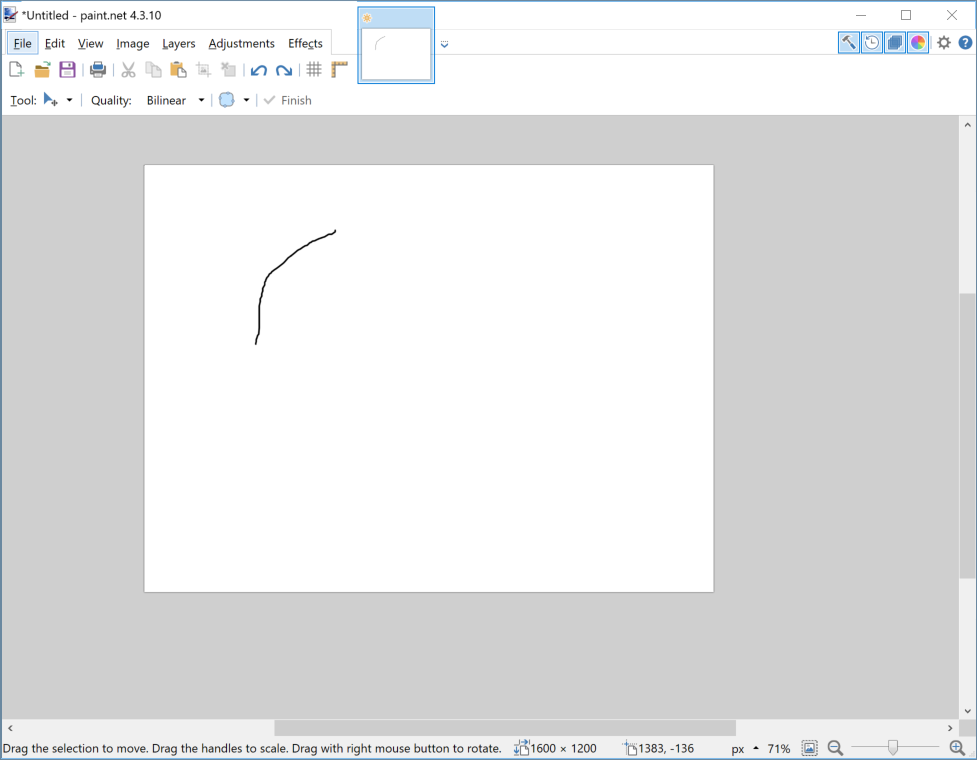 *Untitled - paint.net 4.3.10
File Edit View Image Layers Adjustments Effects
Tool: Quality: Bilinear Finish
Drag the selection to move. Drag the handles to scale. Drag with right mouse button to rotate. 1600 × 1200 1383, -136 px 71%